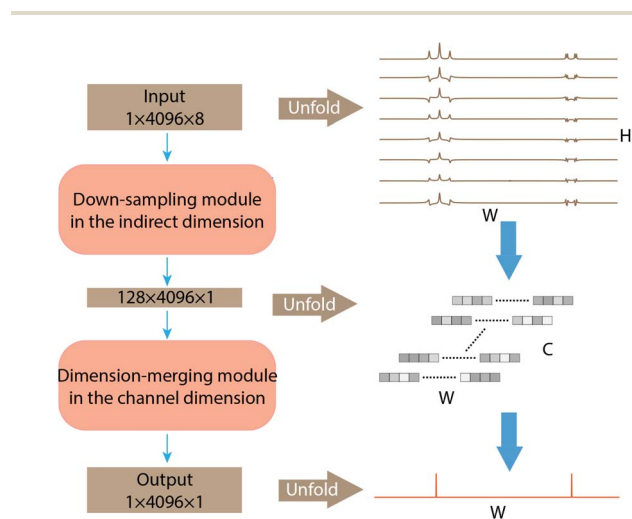 Input
1×4096×8
Unfold
H
W
Down-sampling module
in the indirect dimension
128×4096×1
Unfold
C
W
Dimension-merging module
in the channel dimension
Output
1×4096×1
Unfold
W